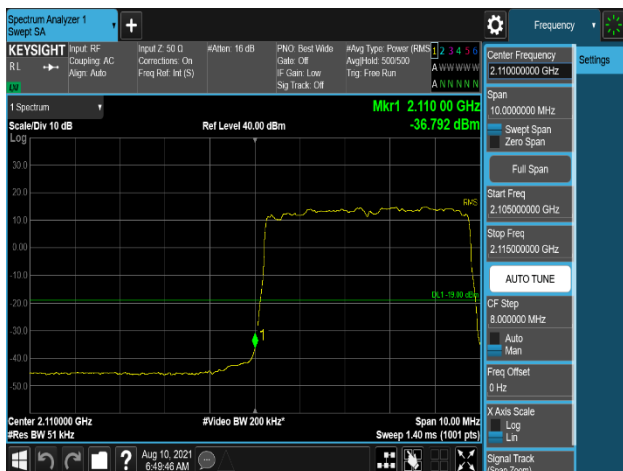 Spectrum Analyzer 1
Swept SA
+
Frequency
KEYSIGHT
RL
Input: RF
Coupling: AC
Align: Auto
Input Z: 50 Ω
Corrections: On
Freq Ref: Int (S)
#Atten: 16 dB
PNO: Best Wide
Gate: Off
IF Gain: Low
Sig Track: Off
#Avg Type: Power (RMS
Avg|Hold: 500/500
Trig: Free Run
1 2 3 4 5 6
A W W W W W
A N N N N N
LW
1 Spectrum
Scale/Div 10 dB
Log
Ref Level 40.00 dBm
Mkr1 2.110 00 GHz
-36.792 dBm
30.0
20.0
10.0
0.00
-10.0
-20.0
-30.0
-40.0
-50.0
RMS
DL1 -19.00 dBm
1
Center 2.110000 GHz
#Res BW 51 kHz
#Video BW 200 kHz*
Span 10.00 MHz
Sweep 1.40 ms (1001 pts)
?
Aug 10, 2021
6:49:46 AM
Center Frequency
2.110000000 GHz
Settings
Span
10.0000000 MHz
Swept Span
Zero Span
Full Span
Start Freq
2.105000000 GHz
Stop Freq
2.115000000 GHz
AUTO TUNE
CF Step
8.000000 MHz
Auto
Man
Freq Offset
0 Hz
X Axis Scale
Log
Lin
Signal Track
(Span Zoom)